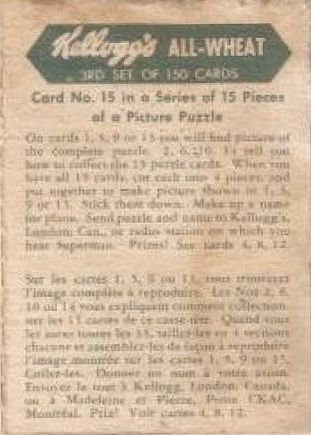 Kellogg's ALL-WHEAT
3RD SET OF 150 CARDS
Card No. 15 in a Series of 15 Pieces
of a Picture Puzzle
On cards 1, 5, 9 or 13 you will find picture of
the complete puzzle. 2, 6, 10, 14 tell you
how to collect the 15 puzzle cards. When you
have all 15 cards, cut each into 4 pieces, and
put together to make picture shown in 1, 5,
9 or 13. Stick them down. Make up a name
for plane. Send puzzle and name to Kellogg's,
London, Can., or radio station on which you
hear Superman. Prizes! See cards 4, 8, 12.
Sur les cartes 1, 5, 9 ou 13, vous trouverez
l'image complète à reproduire. Les Nos 2, 6,
10 ou 14 vous expliquent comment collection-
ner les 15 cartes de ce casse-tête. Quand vous
les aurez toutes les 15, taillez-les en 4 sections
chacune et assemblez-les de façon à reproduire
l'image montrée sur les cartes 1, 5, 9 ou 13.
Collez-les. Donner un nom à votre avion.
Envoyez le tout à Kellogg, London, Canada,
ou à Madeleine et Pierre, Poste CKAC,
Montréal. Prix! Voir cartes 4, 8, 12.